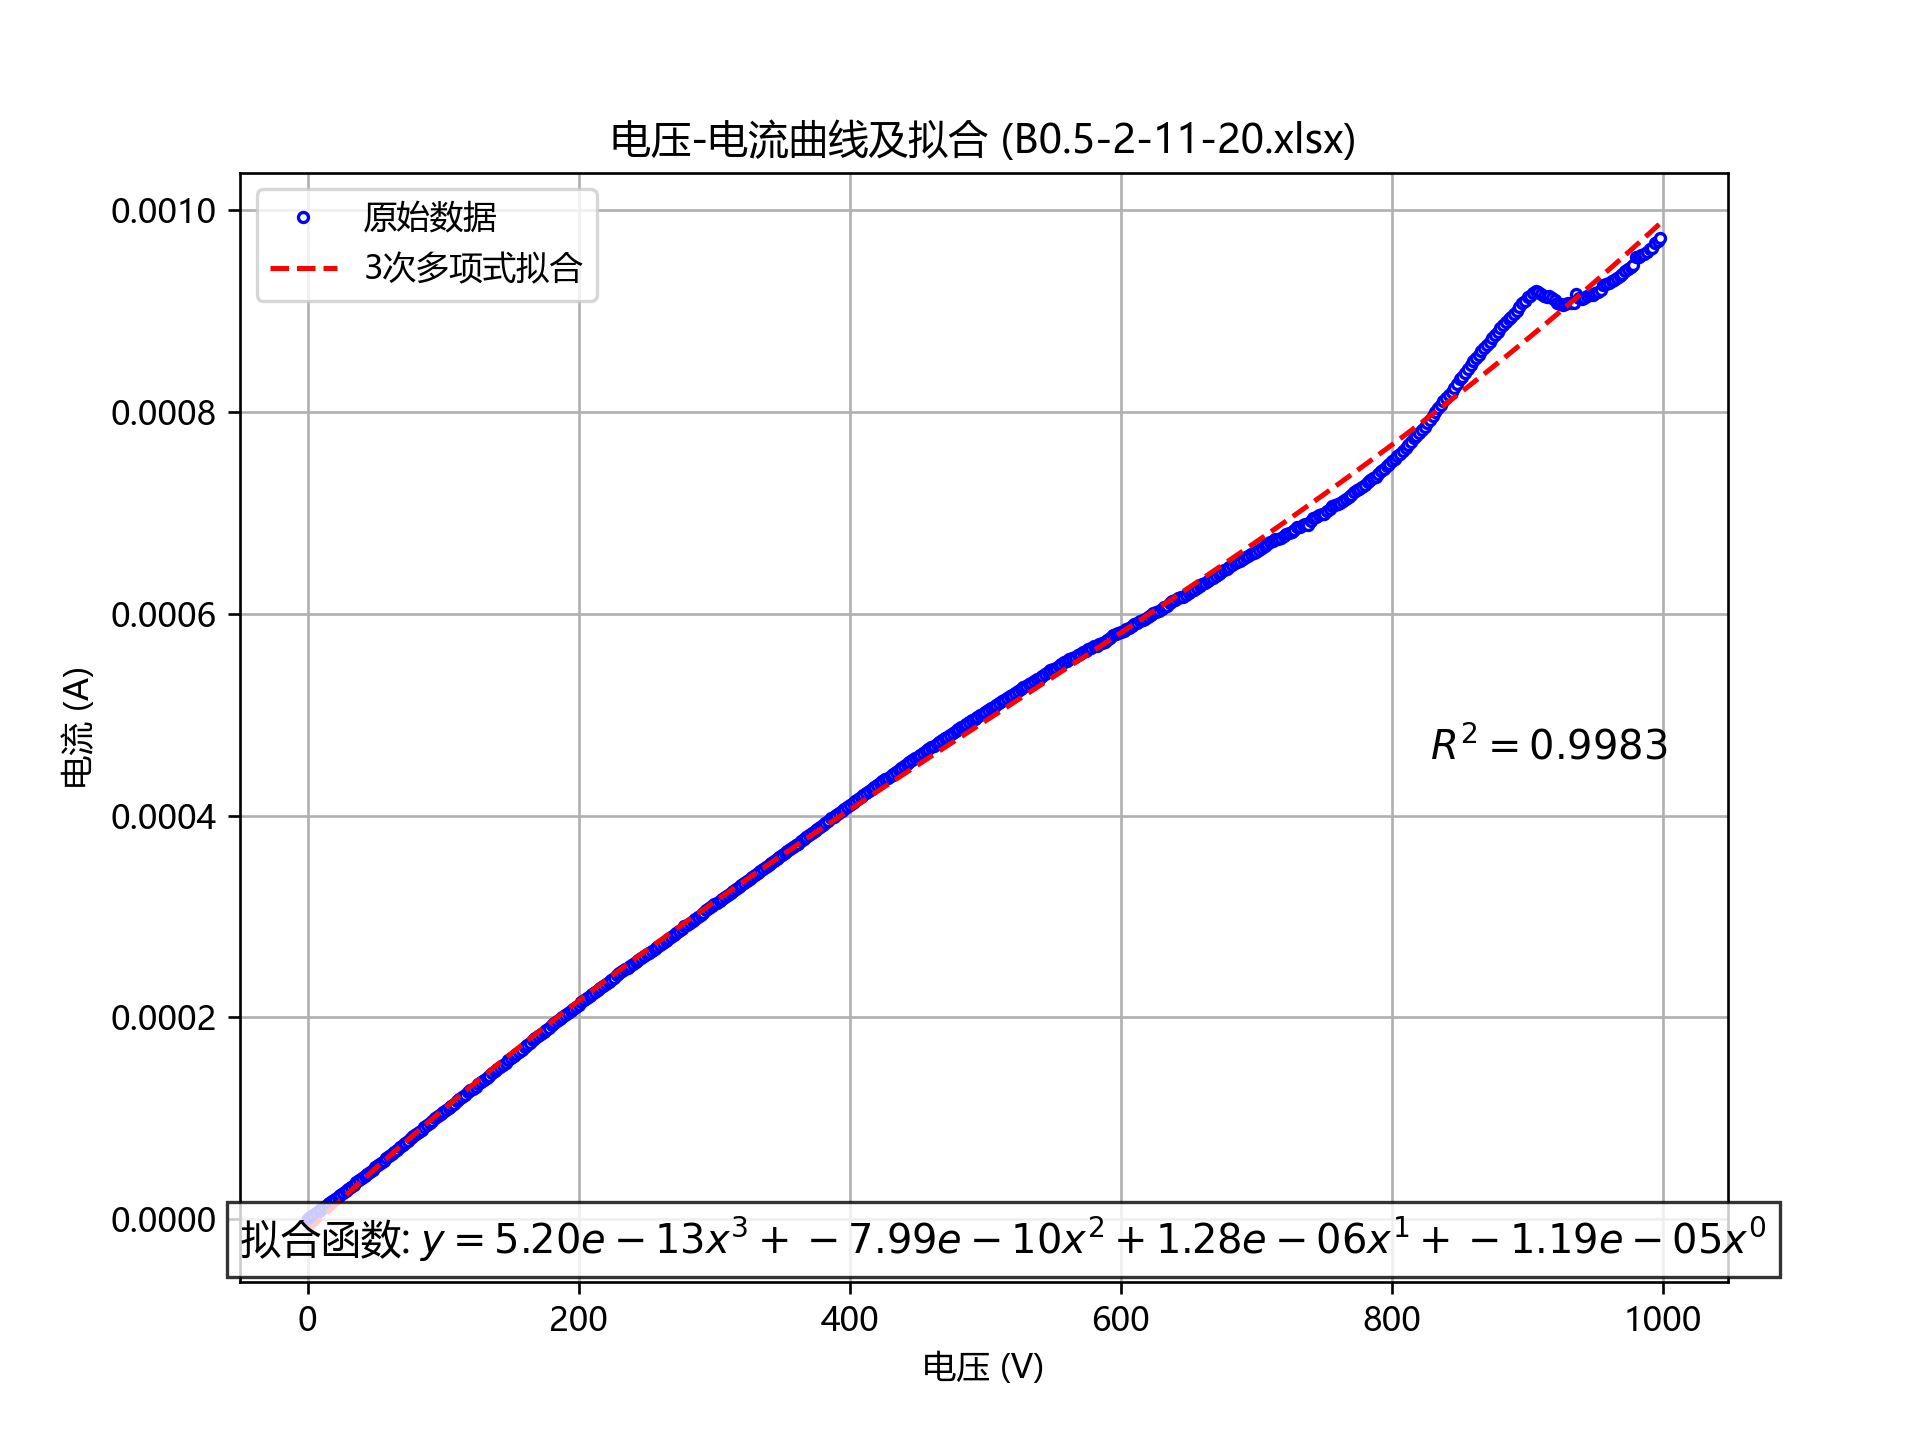 电压-电流曲线及拟合 (B0.5-2-11-20.xlsx)
原始数据
3次多项式拟合
0.0010
0.0008
0.0006
0.0004
0.0002
0.0000
电流 (A)
R² = 0.9983
拟合函数: y = 5.20e − 13x³ + −7.99e − 10x² + 1.28e − 06x¹ + −1.19e − 05x⁰
0 200 400 600 800 1000
电压 (V)